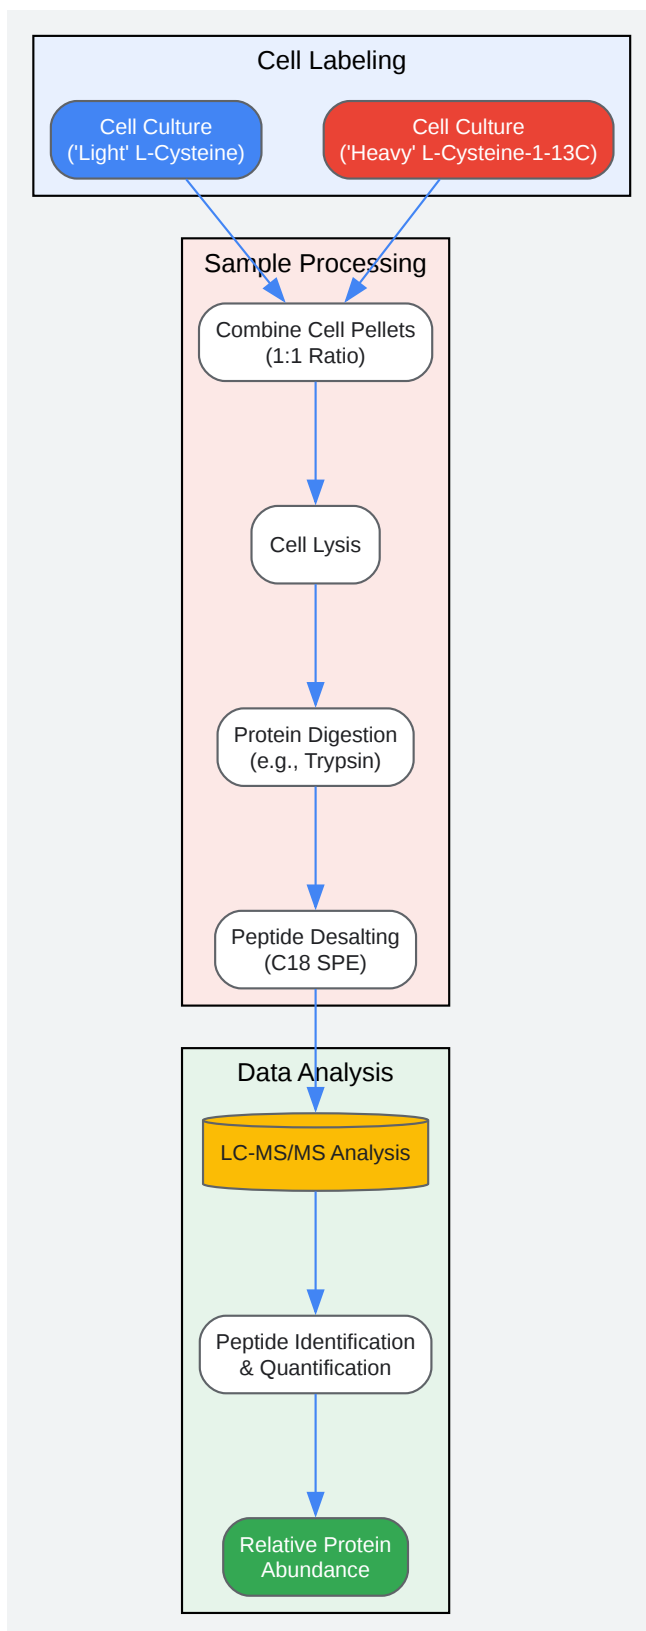 Cell Labeling
Cell Culture
('Light' L-Cysteine)
Cell Culture
('Heavy' L-Cysteine-1-13C)
Sample Processing
Combine Cell Pellets
(1:1 Ratio)
Cell Lysis
Protein Digestion
(e.g., Trypsin)
Peptide Desalting
(C18 SPE)
Data Analysis
LC-MS/MS Analysis
Peptide Identification
& Quantification
Relative Protein
Abundance